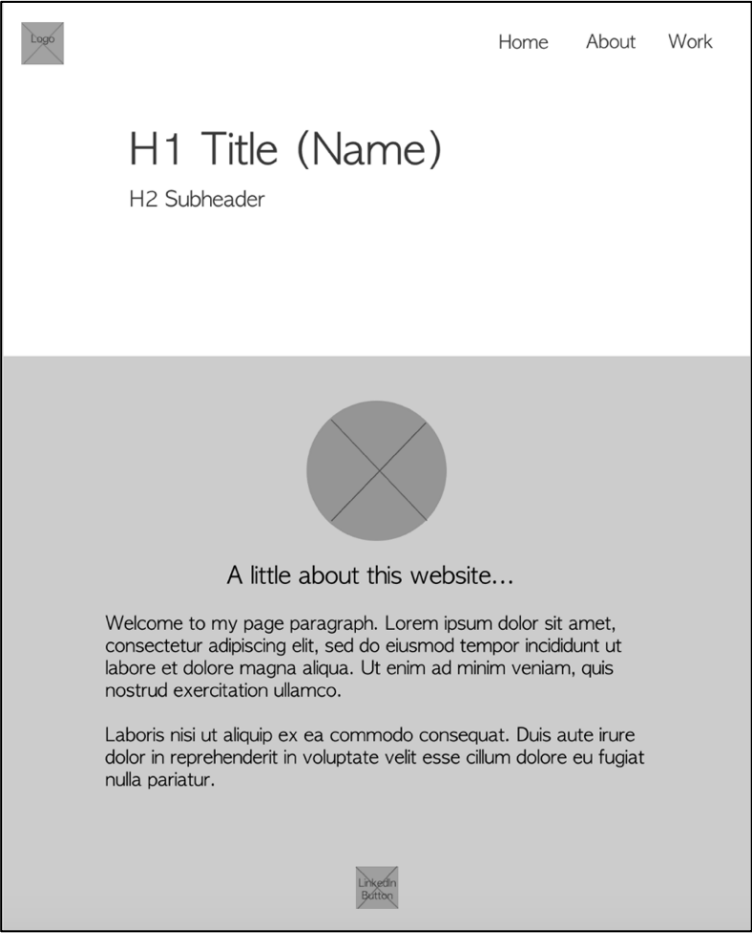 Logo
Home About Work
H1 Title (Name)
H2 Subheader
A little about this website...
Welcome to my page paragraph. Lorem ipsum dolor sit amet,
consectetur adipiscing elit, sed do eiusmod tempor incididunt ut
labore et dolore magna aliqua. Ut enim ad minim veniam, quis
nostrud exercitation ullamco.
Laboris nisi ut aliquip ex ea commodo consequat. Duis aute irure
dolor in reprehenderit in voluptate velit esse cillum dolore eu fugiat
nulla pariatur.
LinkedIn
Button